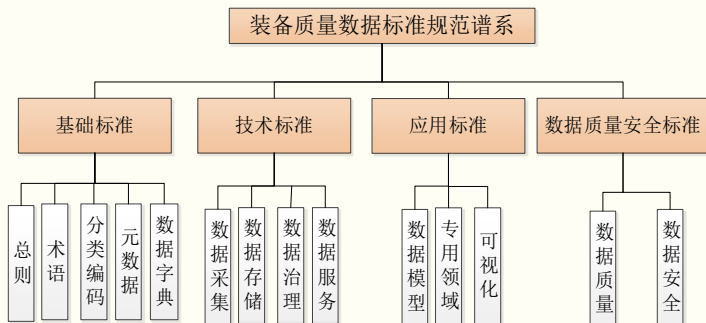 装备质量数据标准规范谱系
基础标准
技术标准
应用标准
数据质量安全标准
总则
术语
分类编码
元数据
数据字典
数据采集
数据存储
数据治理
数据服务
数据模型
专用领域
可视化
数据质量
数据安全